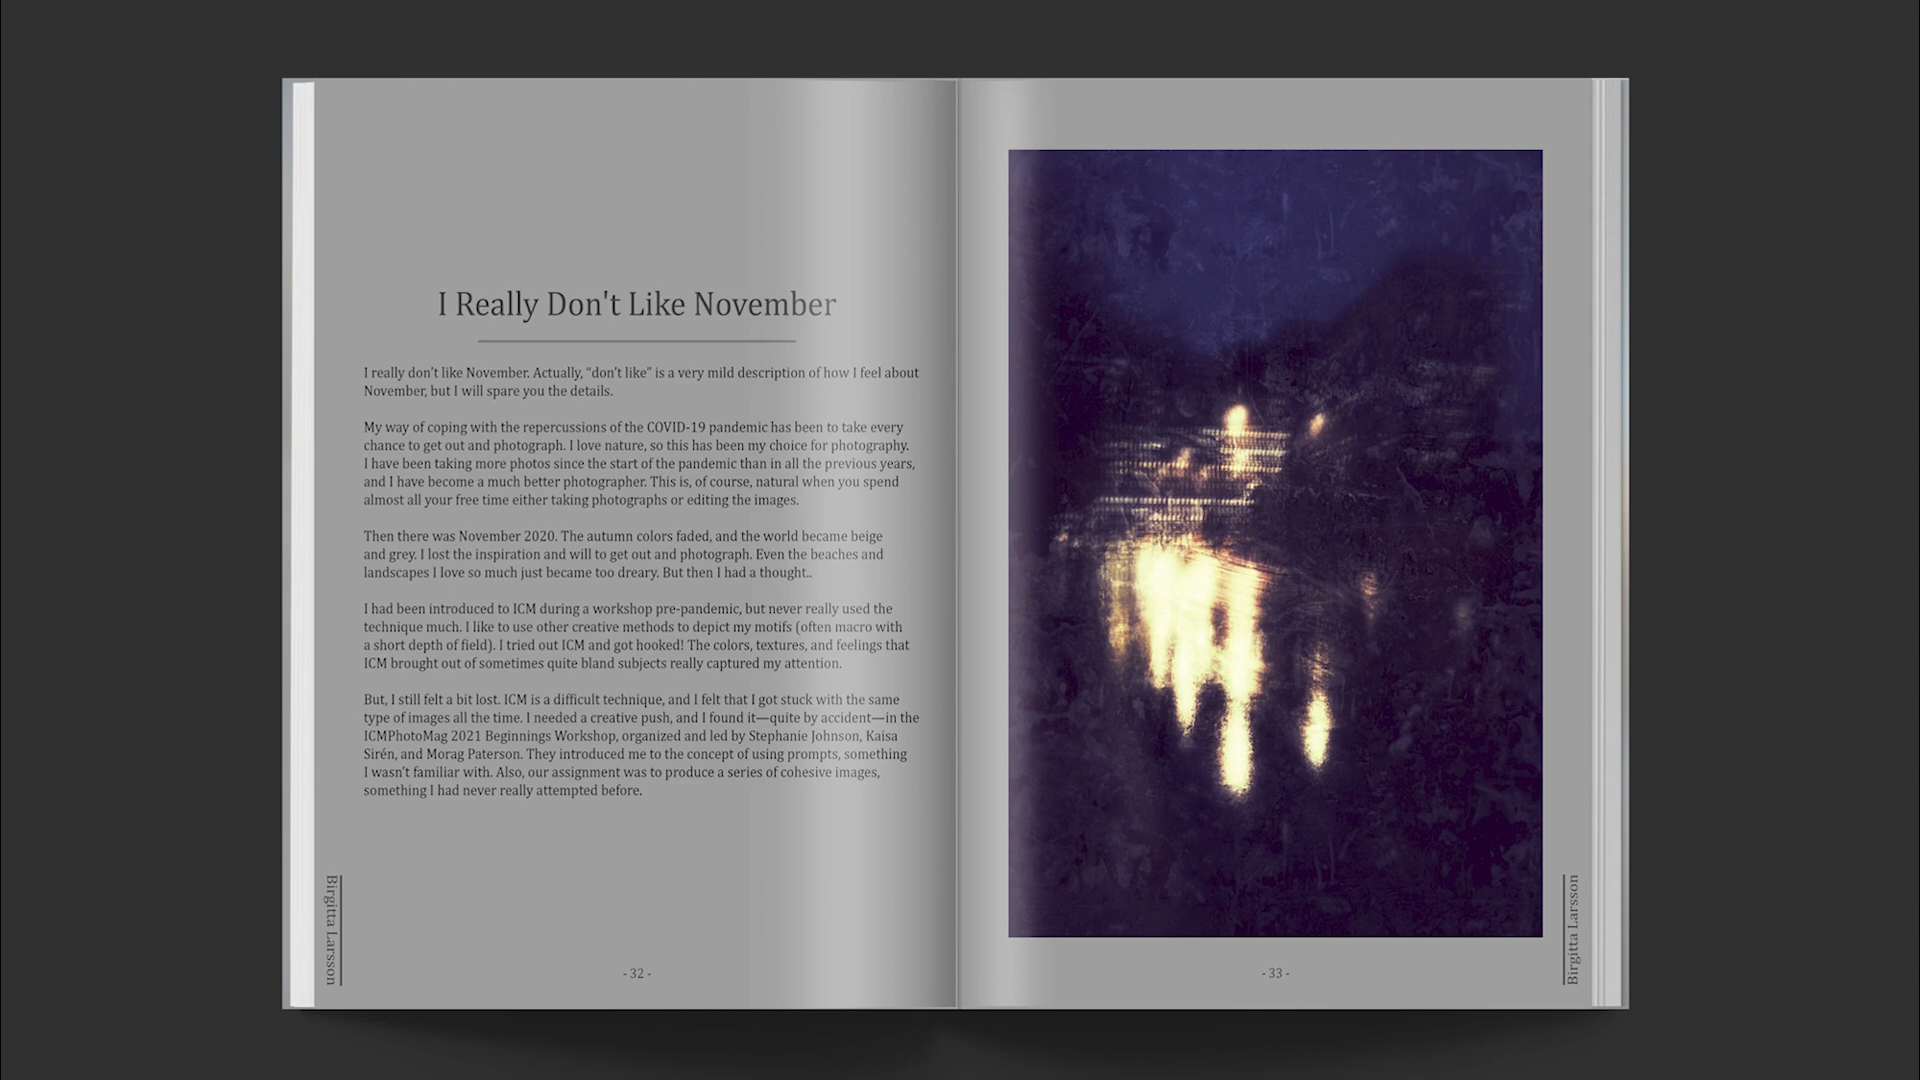 I Really Don't Like November
I really don’t like November. Actually, “don’t like” is a very mild description of how I feel about
November, but I will spare you the details.
My way of coping with the repercussions of the COVID-19 pandemic has been to take every
chance to get out and photograph. I love nature, so this has been my choice for photography.
I have been taking more photos since the start of the pandemic than in all the previous years,
and I have become a much better photographer. This is, of course, natural when you spend
almost all your free time either taking photographs or editing the images.
Then there was November 2020. The autumn colors faded, and the world became beige
and grey. I lost the inspiration and will to get out and photograph. Even the beaches and
landscapes I love so much just became too dreary. But then I had a thought..
I had been introduced to ICM during a workshop pre-pandemic, but never really used the
technique much. I like to use other creative methods to depict my motifs (often macro with
a short depth of field). I tried out ICM and got hooked! The colors, textures, and feelings that
ICM brought out of sometimes quite bland subjects really captured my attention.
But, I still felt a bit lost. ICM is a difficult technique, and I felt that I got stuck with the same
type of images all the time. I needed a creative push, and I found it—quite by accident—in the
ICMPhotoMag 2021 Beginnings Workshop, organized and led by Stephanie Johnson, Kaisa
Sirén, and Morag Paterson. They introduced me to the concept of using prompts, something
I wasn’t familiar with. Also, our assignment was to produce a series of cohesive images,
something I had never really attempted before.
Birgitta Larsson
- 32 -
- 33 -
Birgitta Larsson